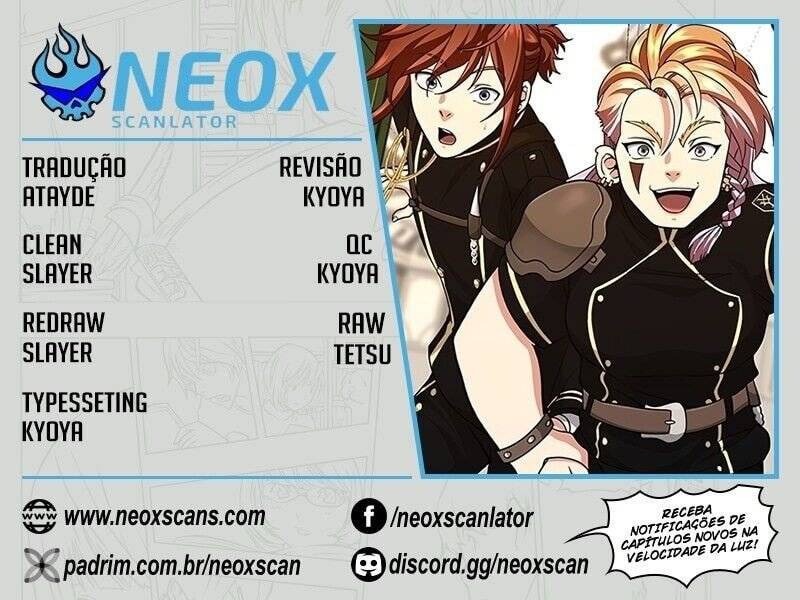 NEOX
SCANLATOR
TRADUÇÃO
ATAYDE
REVISÃO
KYOYA
CLEAN
SLAYER
QC
KYOYA
REDRAW
SLAYER
RAW
TETSU
TYPESSETING
KYOYA
www www.neoxscans.com
f /neoxscanlator
padrim.com.br/neoxscan
discord.gg/neoxscan
RECEBA
NOTIFICAÇÕES DE
CAPÍTULOS NOVOS NA
VELOCIDADE DA LUZ!